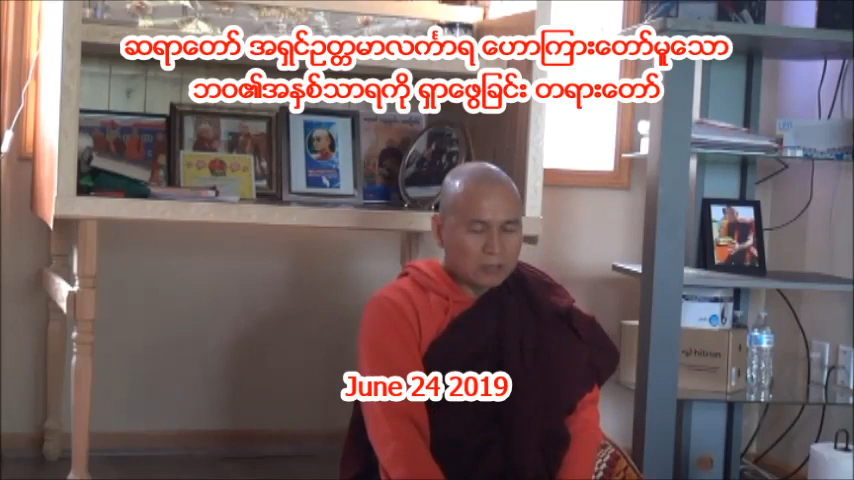 ဆရာတော် အရှင်ဥတ္တမာလင်္ကာရ ဟောကြားတော်မူသော
ဘဝ၏အနှစ်သာရကို ရှာဖွေခြင်း တရားတော်
June 24 2019